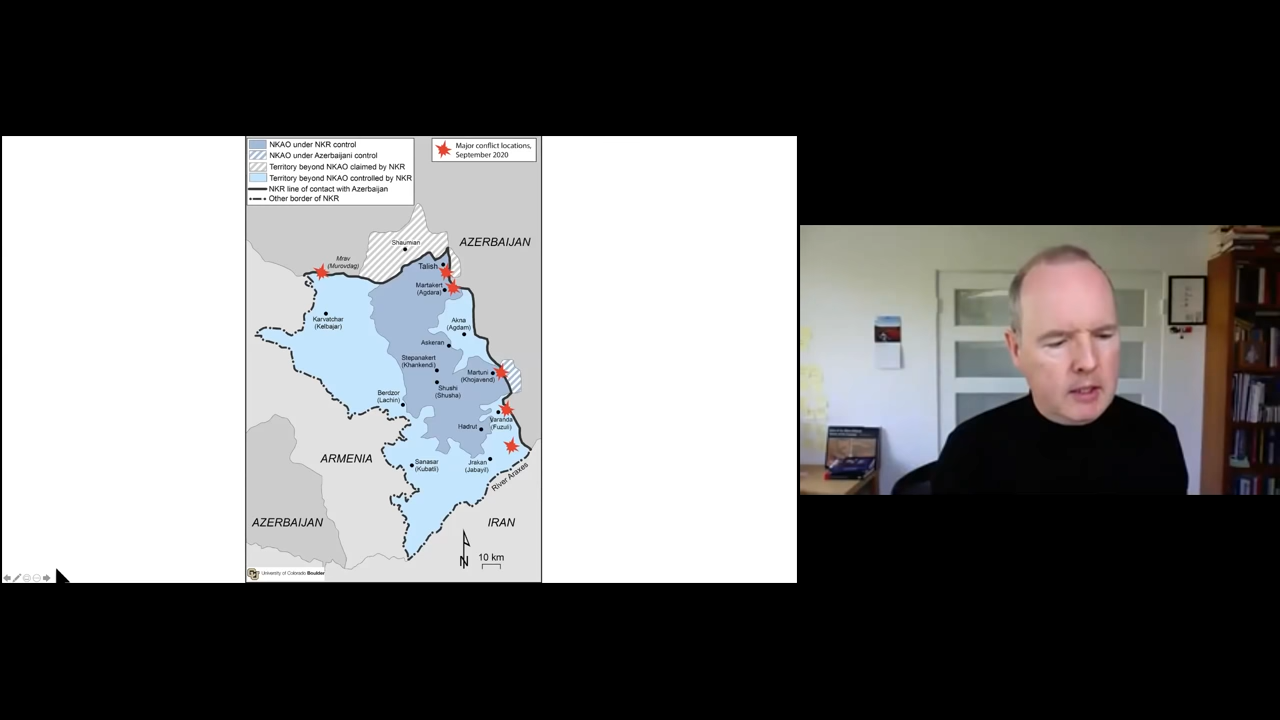 NKAO under NKR control
NKAO under Azerbaijani control
Territory beyond NKAO claimed by NKR
Territory beyond NKAO controlled by NKR
NKR line of contact with Azerbaijan
Other border of NKR
Major conflict locations,
September 2020
AZERBAIJAN
Shaumian
Mrav
(Murovdag)
Talish
Martakert
(Agdara)
Karvatchar
(Kelbajar)
Akna
(Agdam)
Askeran
Stepanakert
(Khankendi)
Martuni
(Khojavend)
Shushi
(Shusha)
Berdzor
(Lachin)
Varanda
(Fuzuli)
Hadrut
ARMENIA
Sanasar
(Kubatli)
Jrakan
(Jabayil)
River Araxes
AZERBAIJAN
IRAN
N
10 km
University of Colorado Boulder